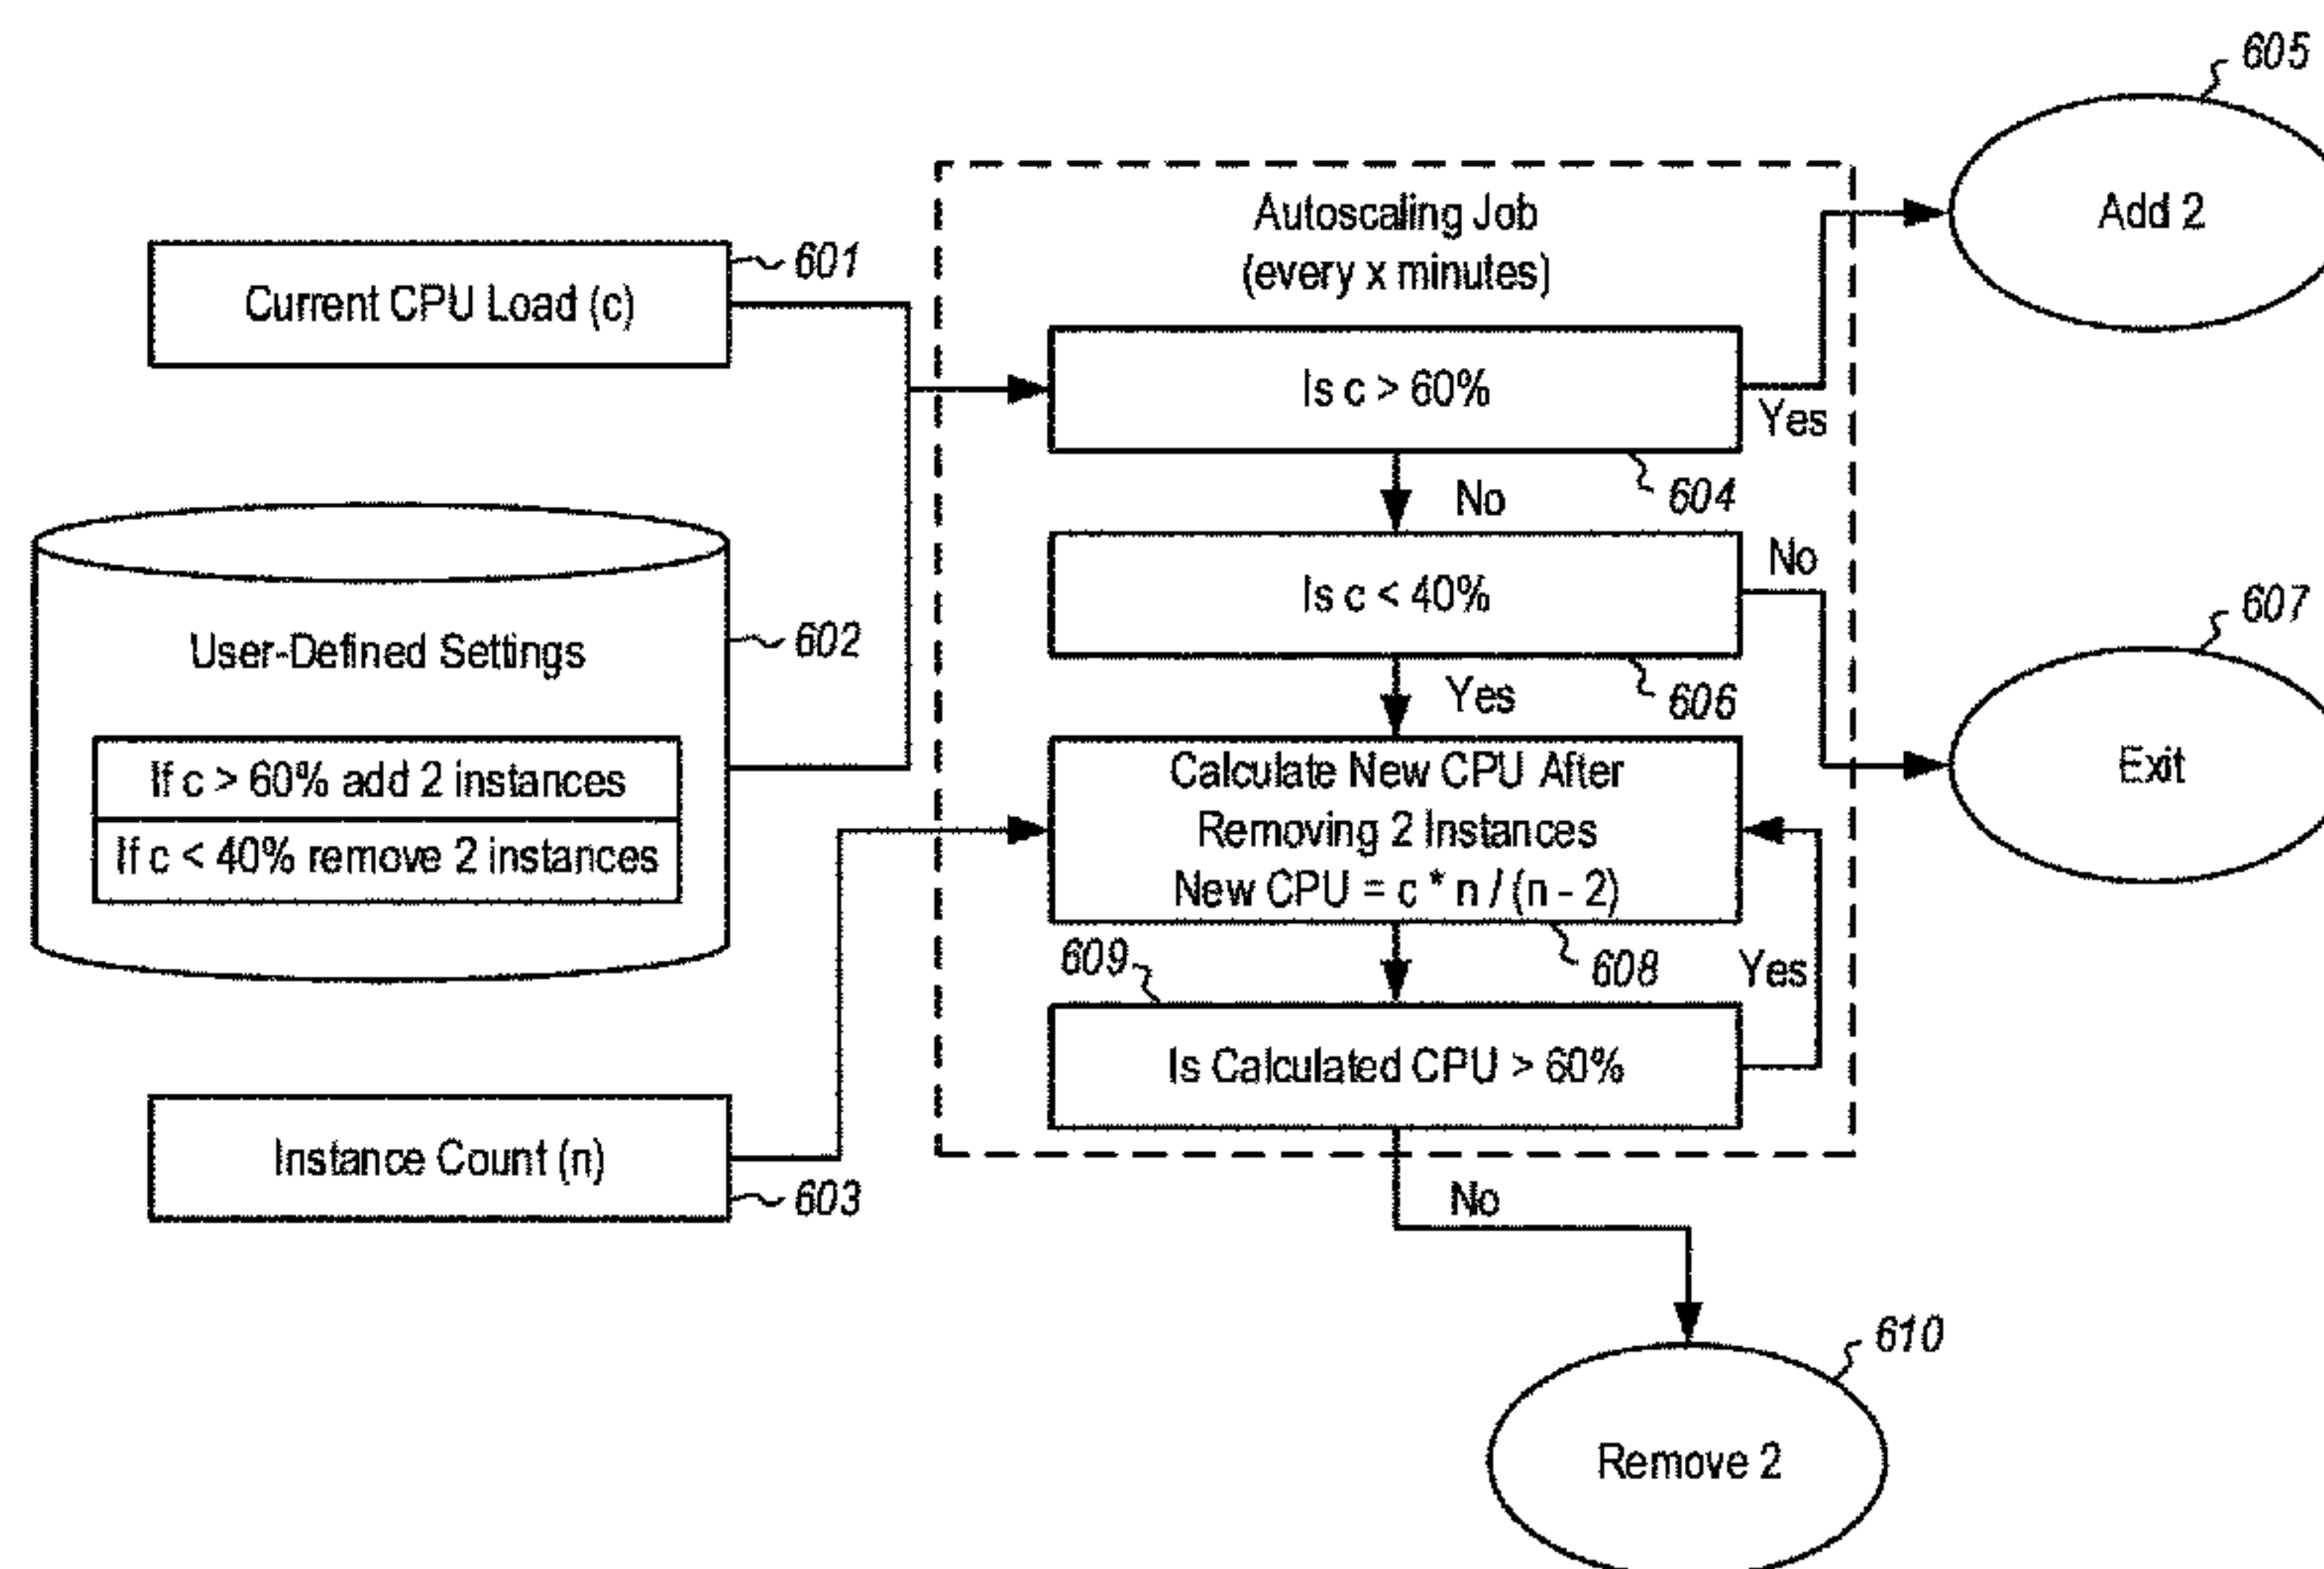 605
Add 2
Autoscaling Job
(every x minutes)
601
Current CPU Load (c)
Is c > 60%
Yes
604
No
602
User-Defined Settings
If c > 60% add 2 instances
If c < 40% remove 2 instances
Is c < 40%
No
606
Yes
607
Exit
Calculate New CPU After
Removing 2 Instances
New CPU = c * n / (n - 2)
608
609
Yes
Is Calculated CPU > 60%
Instance Count (n)
603
No
610
Remove 2